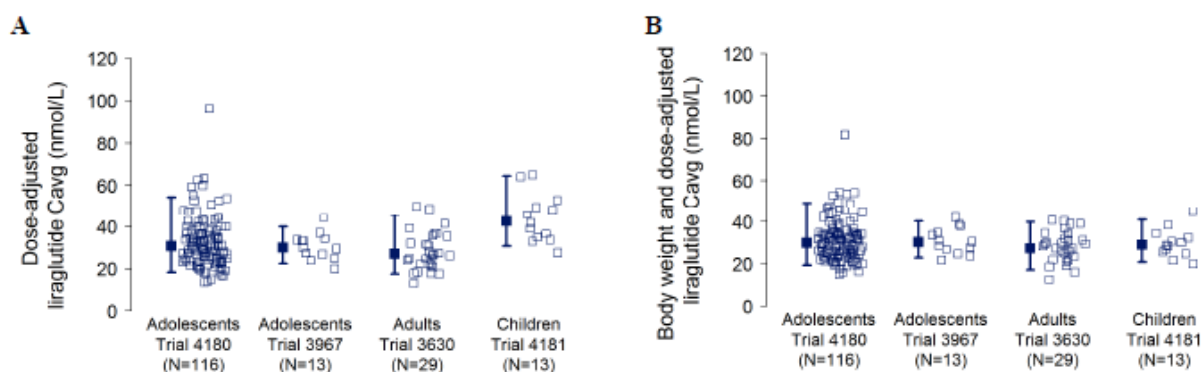 A
Dose-adjusted
liraglutide Cavg (nmol/L)
120
100
80
60
40
20
0
Adolescents
Trial 4180
(N=116)
Adolescents
Trial 3967
(N=13)
Adults
Trial 3630
(N=29)
Children
Trial 4181
(N=13)
B
Body weight and dose-adjusted
liraglutide Cavg (nmol/L)
120
100
80
60
40
20
0
Adolescents
Trial 4180
(N=116)
Adolescents
Trial 3967
(N=13)
Adults
Trial 3630
(N=29)
Children
Trial 4181
(N=13)